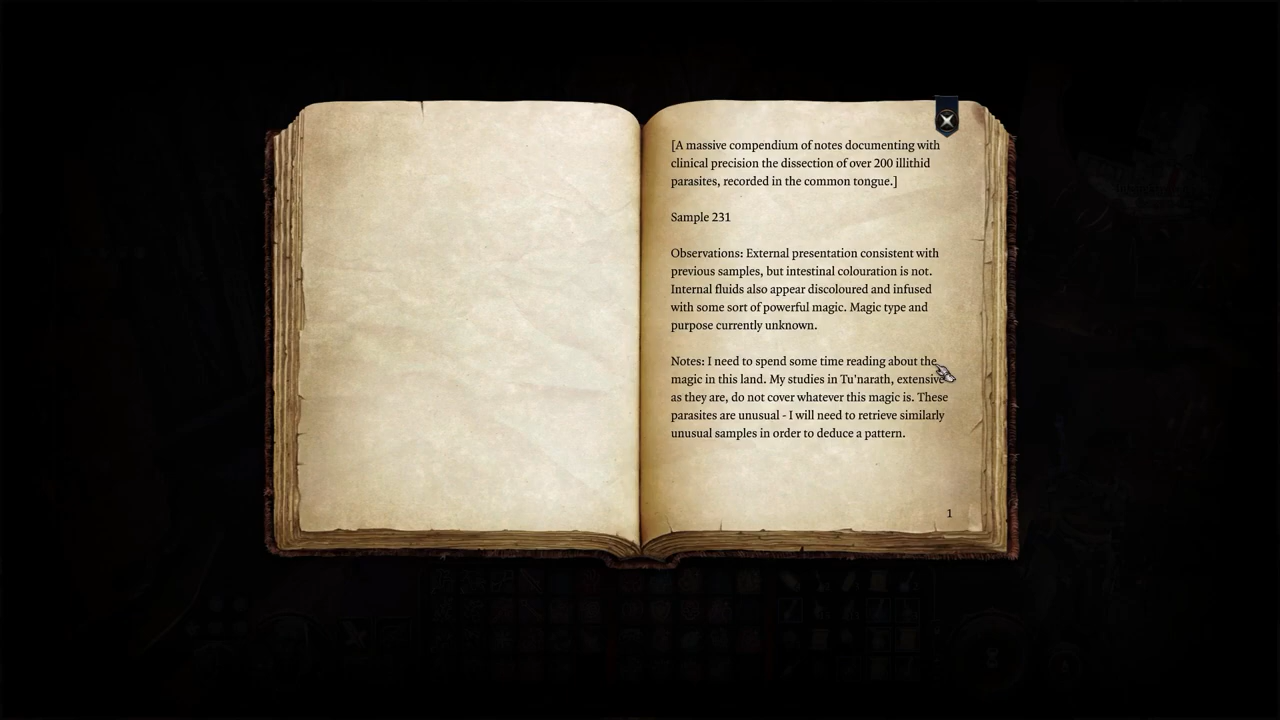 [A massive compendium of notes documenting with
clinical precision the dissection of over 200 illithid
parasites, recorded in the common tongue.]
Sample 231
Observations: External presentation consistent with
previous samples, but intestinal colouration is not.
Internal fluids also appear discoloured and infused
with some sort of powerful magic. Magic type and
purpose currently unknown.
Notes: I need to spend some time reading about the
magic in this land. My studies in Tu'narath, extensive
as they are, do not cover whatever this magic is. These
parasites are unusual - I will need to retrieve similarly
unusual samples in order to deduce a pattern.
1